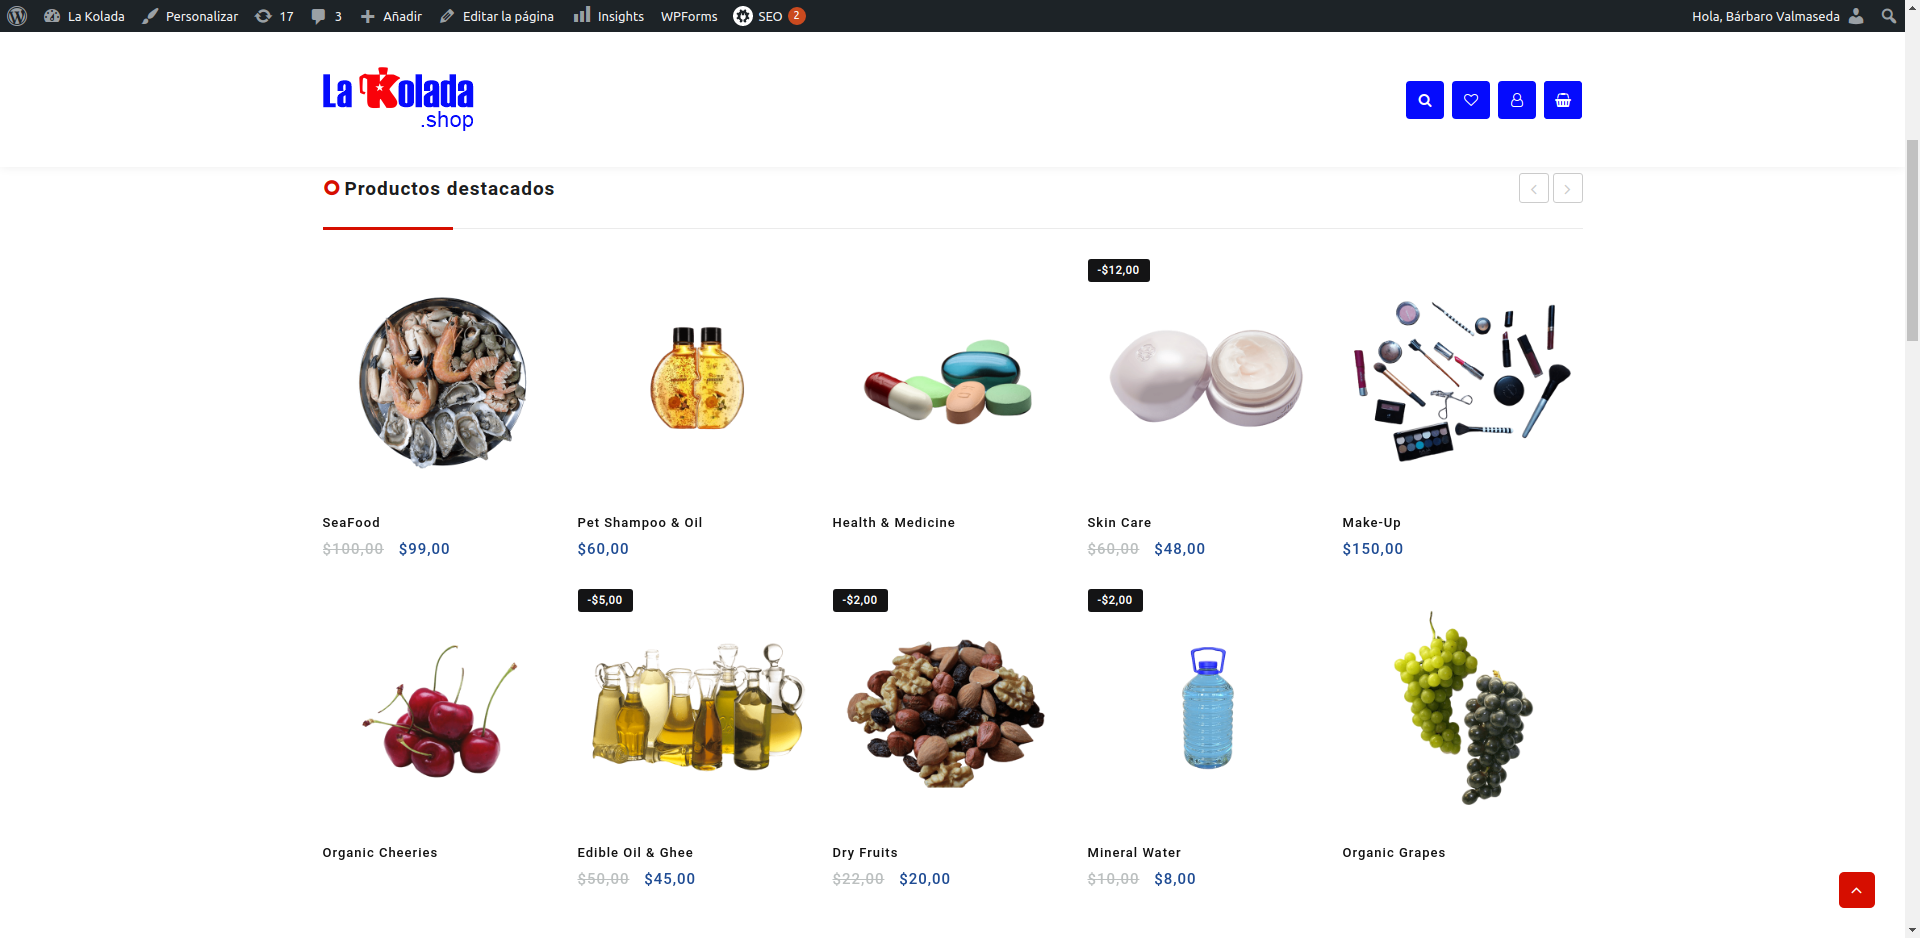 La Kolada Personalizar 17 3 Añadir Editar la página Insights WPForms SEO 2 Hola, Bárbaro Valmaseda
La Kolada
.shop
Productos destacados
-$12,00
SeaFood Pet Shampoo & Oil Health & Medicine Skin Care Make-Up
$100,00 $99,00 $60,00 $60,00 $48,00 $150,00
-$5,00 -$2,00 -$2,00
Organic Cheeries Edible Oil & Ghee Dry Fruits Mineral Water Organic Grapes
$50,00 $45,00 $22,00 $20,00 $10,00 $8,00